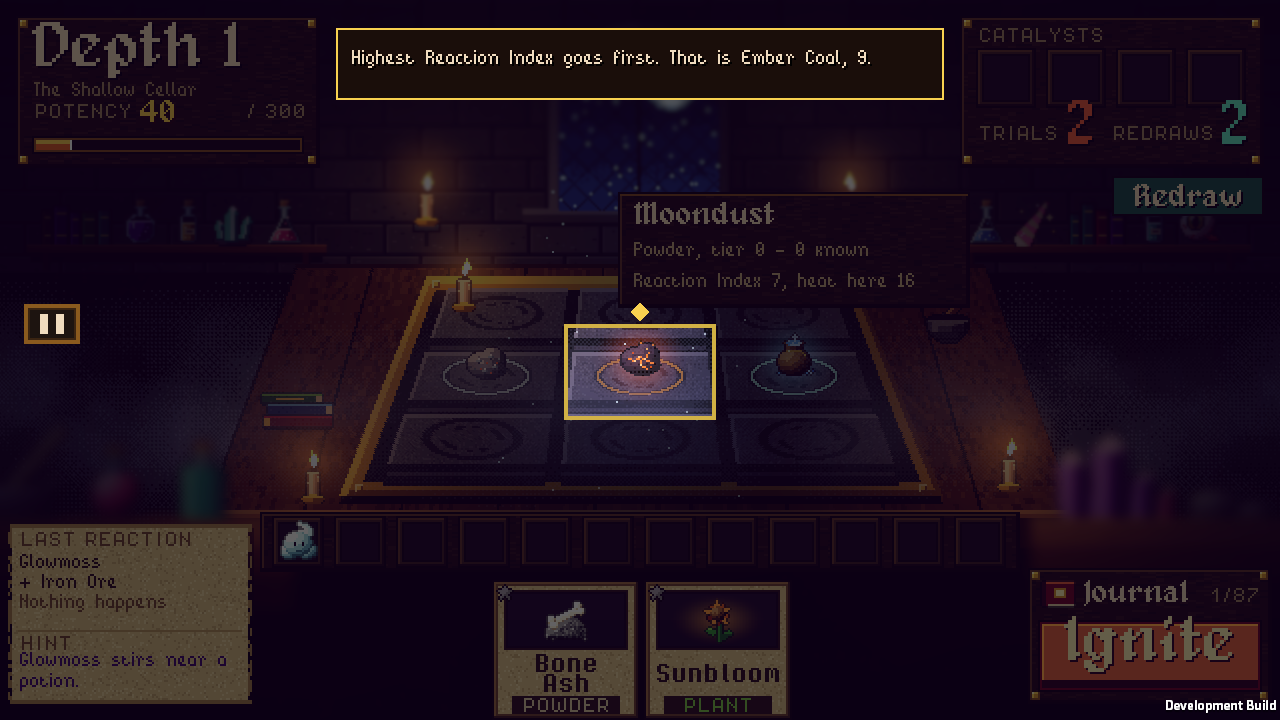 Depth 1
The Shallow Cellar
POTENCY 40 / 300
Highest Reaction Index goes first. That is Ember Coal, 9.
CATALYSTS
TRIALS 2 REDRAWS 2
Redraw
Moondust
Powder, tier 0 - 0 known
Reaction Index 7, heat here 16
LAST REACTION
Glowmoss
+ Iron Ore
Nothing happens
HINT
Glowmoss stirs near a
potion.
Bone
Ash
POWDER
Sunbloom
PLANT
Journal 1/87
Ignite
Development Build